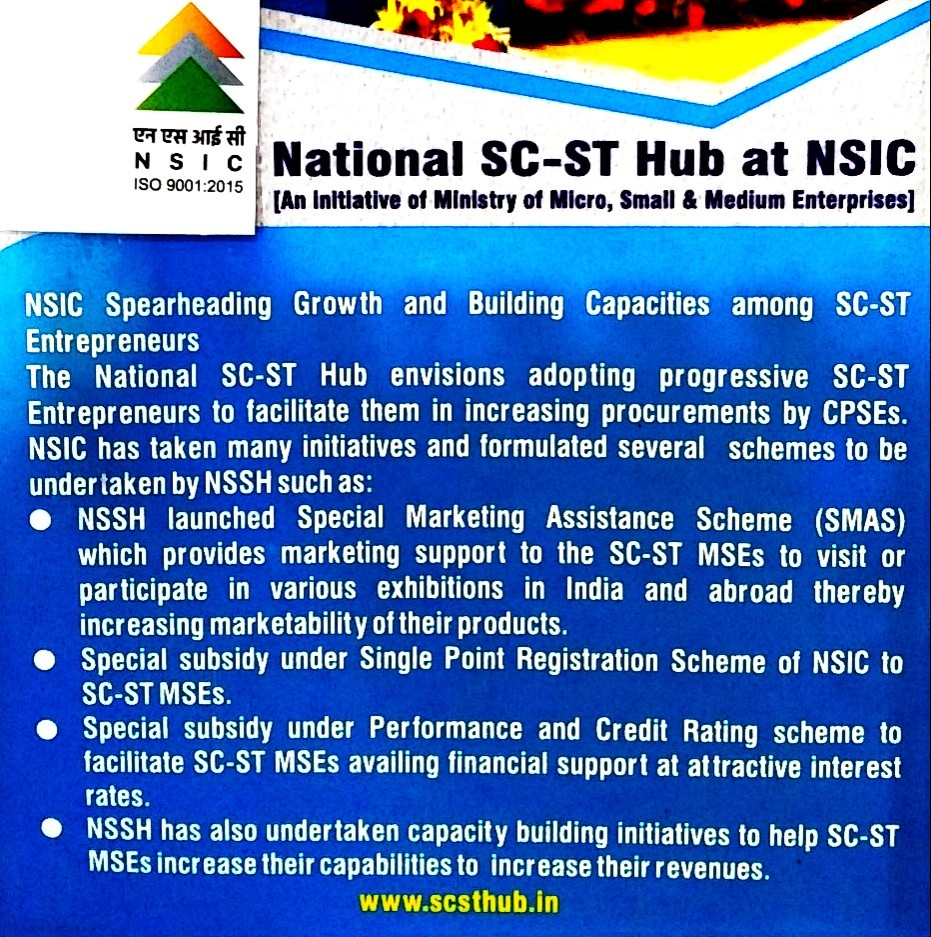 एन एस आई सी
N S I C
ISO 9001:2015
National SC-ST Hub at NSIC
[An Initiative of Ministry of Micro, Small & Medium Enterprises]
NSIC Spearheading Growth and Building Capacities among SC-ST
Entrepreneurs
The National SC-ST Hub envisions adopting progressive SC-ST
Entrepreneurs to facilitate them in increasing procurements by CPSEs.
NSIC has taken many initiatives and formulated several schemes to be
undertaken by NSSH such as:
● NSSH launched Special Marketing Assistance Scheme (SMAS)
which provides marketing support to the SC-ST MSEs to visit or
participate in various exhibitions in India and abroad thereby
increasing marketability of their products.
● Special subsidy under Single Point Registration Scheme of NSIC to
SC-ST MSEs.
● Special subsidy under Performance and Credit Rating scheme to
facilitate SC-ST MSEs availing financial support at attractive interest
rates.
● NSSH has also undertaken capacity building initiatives to help SC-ST
MSEs increase their capabilities to increase their revenues.
www.scsthub.in